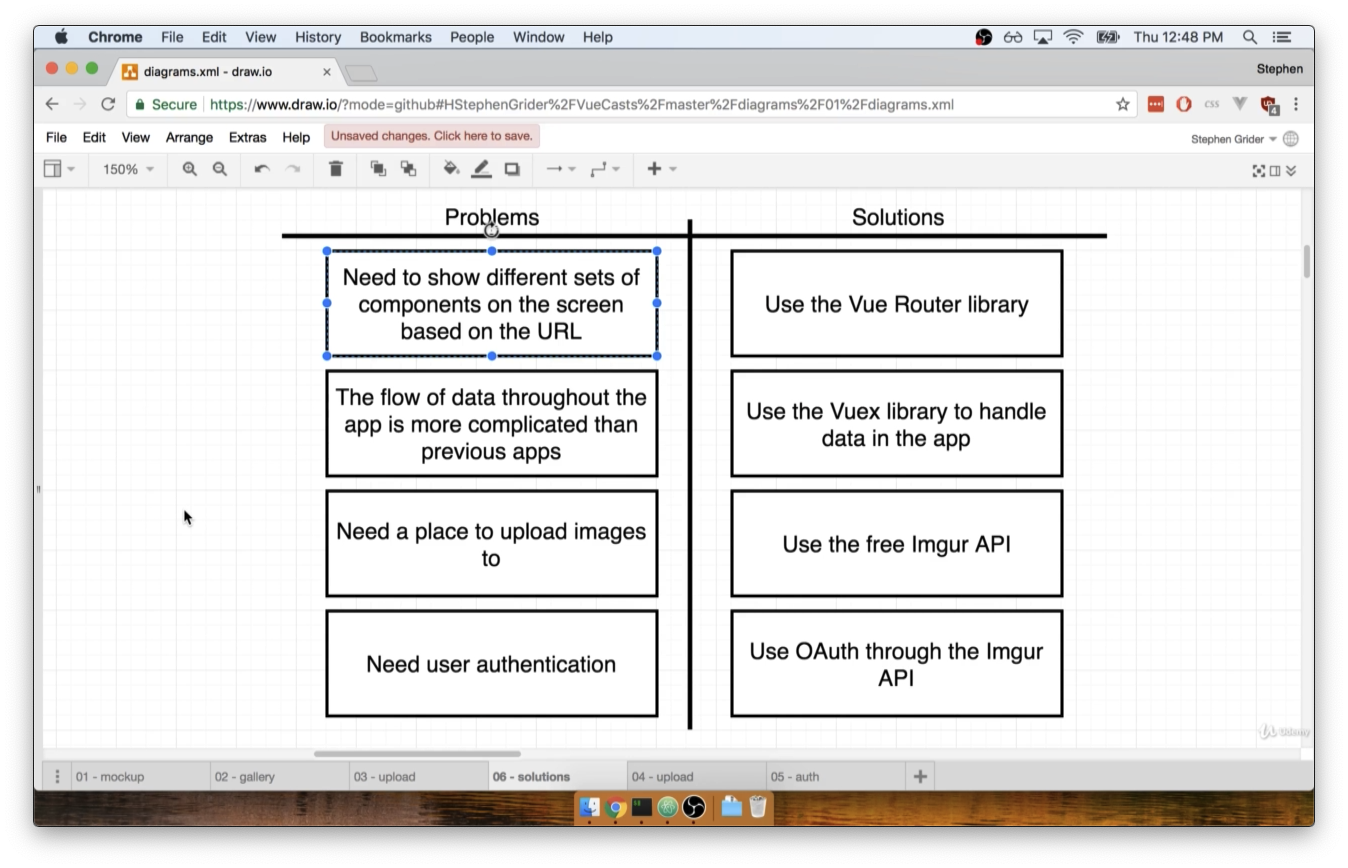 Chrome File Edit View History Bookmarks People Window Help Thu 12:48 PM
diagrams.xml - draw.io Stephen
Secure https://www.draw.io/?mode=github#HStephenGrider%2FVueCasts%2Fmaster%2Fdiagrams%2F01%2Fdiagrams.xml CSS 4
File Edit View Arrange Extras Help Unsaved changes. Click here to save. Stephen Grider
150%
Problems Solutions
Need to show different sets of
components on the screen
based on the URL
Use the Vue Router library
The flow of data throughout the
app is more complicated than
previous apps
Use the Vuex library to handle
data in the app
Need a place to upload images
to
Use the free Imgur API
Need user authentication
Use OAuth through the Imgur
API
Udemy
01 - mockup 02 - gallery 03 - upload 06 - solutions 04 - upload 05 - auth